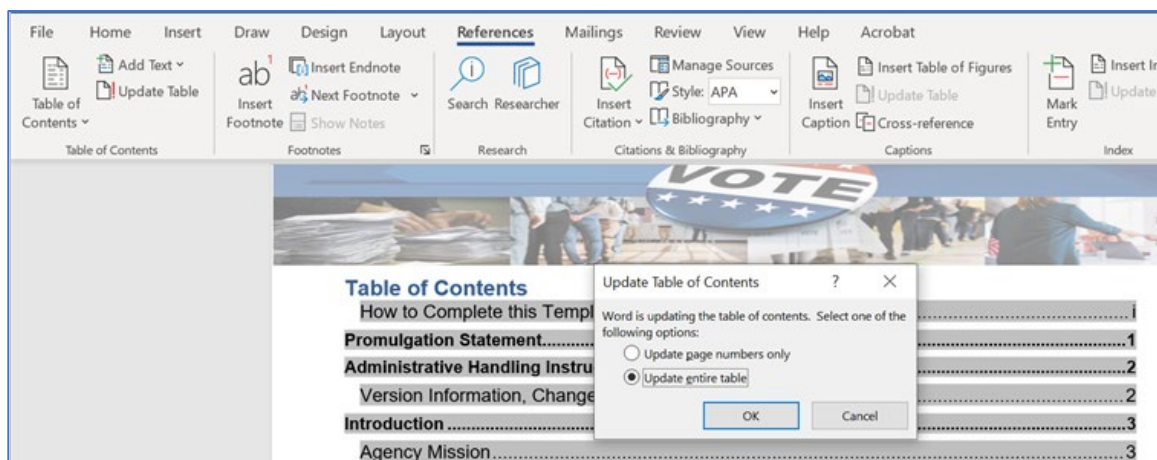 File Home Insert Draw Design Layout References Mailings Review View Help Acrobat
Table of Contents
Add Text
Update Table
Table of Contents
ab1
Insert Footnote
Insert Endnote
Next Footnote
Show Notes
Footnotes
Search Researcher
Research
Insert Citation
Manage Sources
Style: APA
Bibliography
Citations & Bibliography
Insert Caption
Insert Table of Figures
Update Table
Cross-reference
Captions
Mark Entry
Insert
Update
Index
VOTE
Table of Contents
How to Complete this Templ.....i
Promulgation Statement.....1
Administrative Handling Instru.....2
Version Information, Change.....2
Introduction.....3
Agency Mission.....3
Update Table of Contents ?
Word is updating the table of contents. Select one of the
following options:
Update page numbers only
Update entire table
OK Cancel